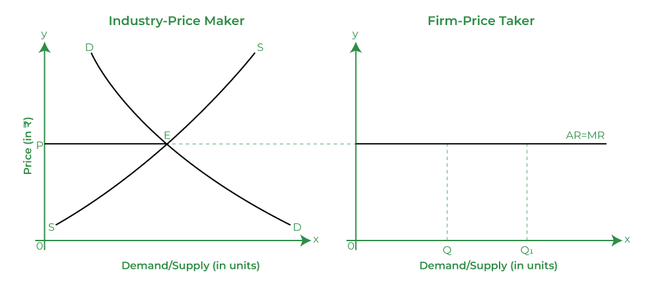 Industry-Price Maker
y
D
S
Price (in ₹)
P
E
S
D
0
x
Demand/Supply (in units)
Firm-Price Taker
y
AR=MR
0
Q
Q₁
x
Demand/Supply (in units)